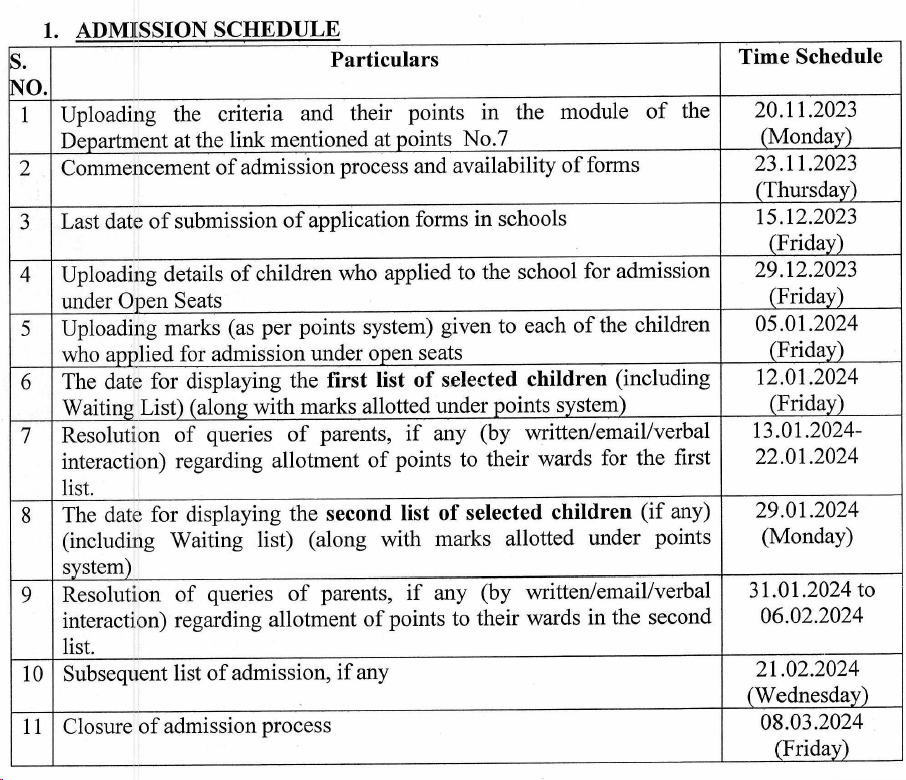 1. ADMISSION SCHEDULE
S. NO. Particulars Time Schedule
1 Uploading the criteria and their points in the module of the 20.11.2023
Department at the link mentioned at points No.7 (Monday)
2 Commencement of admission process and availability of forms 23.11.2023
(Thursday)
3 Last date of submission of application forms in schools 15.12.2023
(Friday)
4 Uploading details of children who applied to the school for admission 29.12.2023
under Open Seats (Friday)
5 Uploading marks (as per points system) given to each of the children 05.01.2024
who applied for admission under open seats (Friday)
6 The date for displaying the first list of selected children (including 12.01.2024
Waiting List) (along with marks allotted under points system) (Friday)
7 Resolution of queries of parents, if any (by written/email/verbal 13.01.2024-
interaction) regarding allotment of points to their wards for the first 22.01.2024
list.
8 The date for displaying the second list of selected children (if any) 29.01.2024
(including Waiting list) (along with marks allotted under points (Monday)
system)
9 Resolution of queries of parents, if any (by written/email/verbal 31.01.2024 to
interaction) regarding allotment of points to their wards in the second 06.02.2024
list.
10 Subsequent list of admission, if any 21.02.2024
(Wednesday)
11 Closure of admission process 08.03.2024
(Friday)